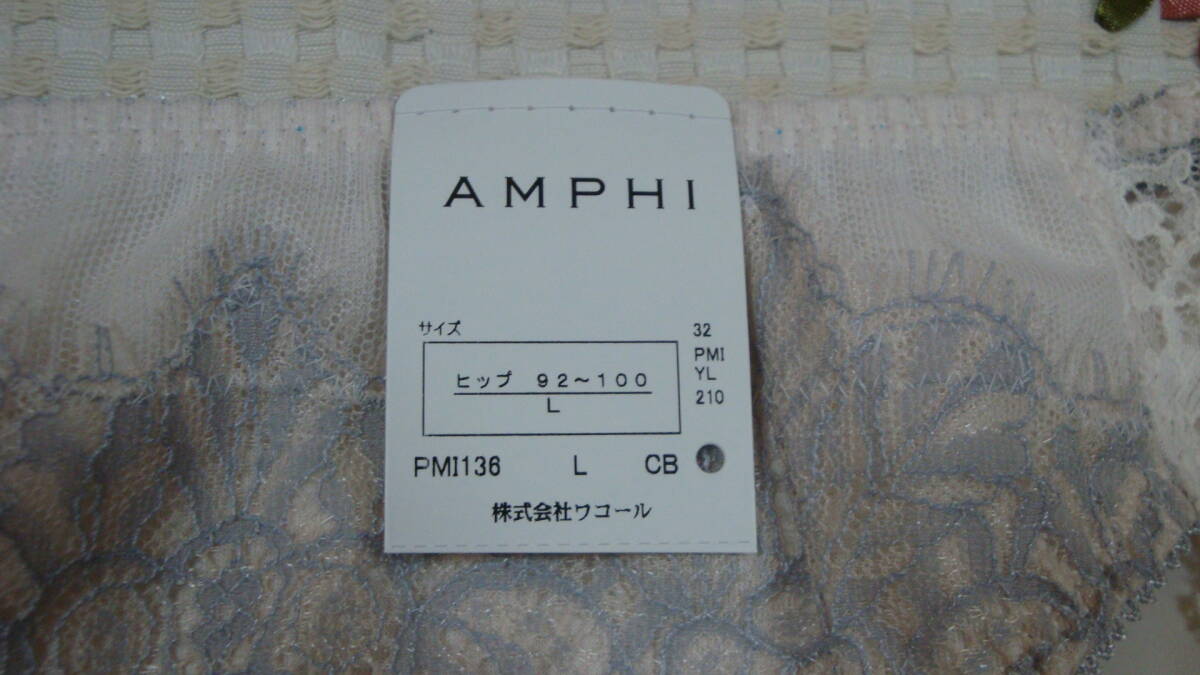 AMPHI
サイズ
ヒップ 92～100
L
32
PMI
YL
210
PMI136 L CB
株式会社ワコール